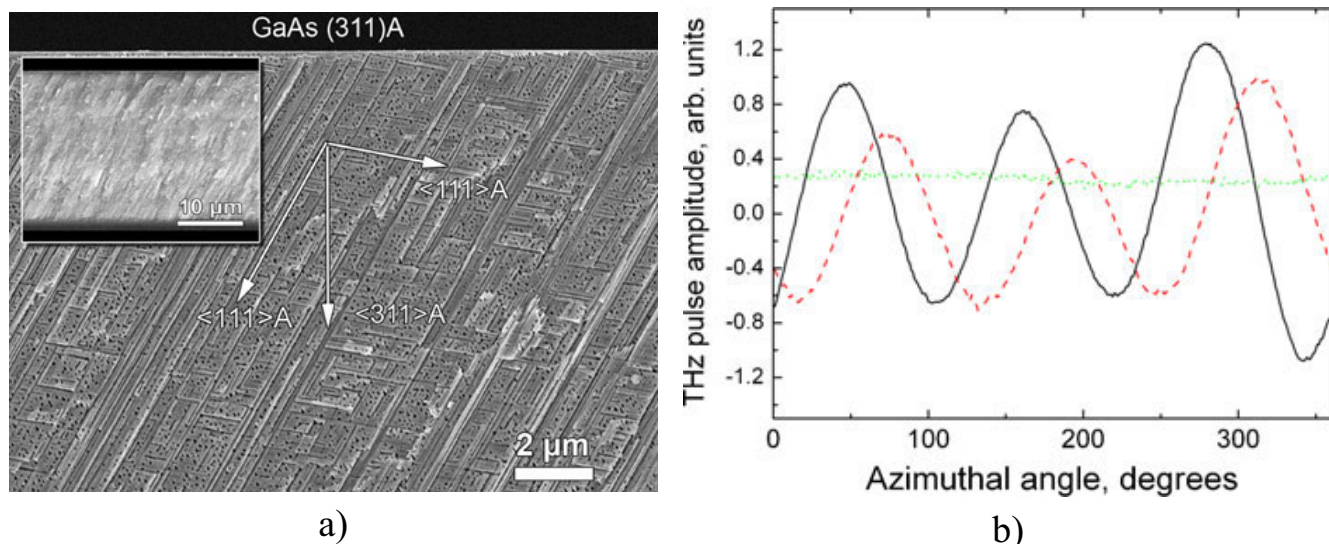 GaAs (311)A
10 µm
<111>A
<111>A
<311>A
2 µm
a)
THz pulse amplitude, arb. units
1.2
0.8
0.4
0.0
-0.4
-0.8
-1.2
0
100
200
300
Azimuthal angle, degrees
b)